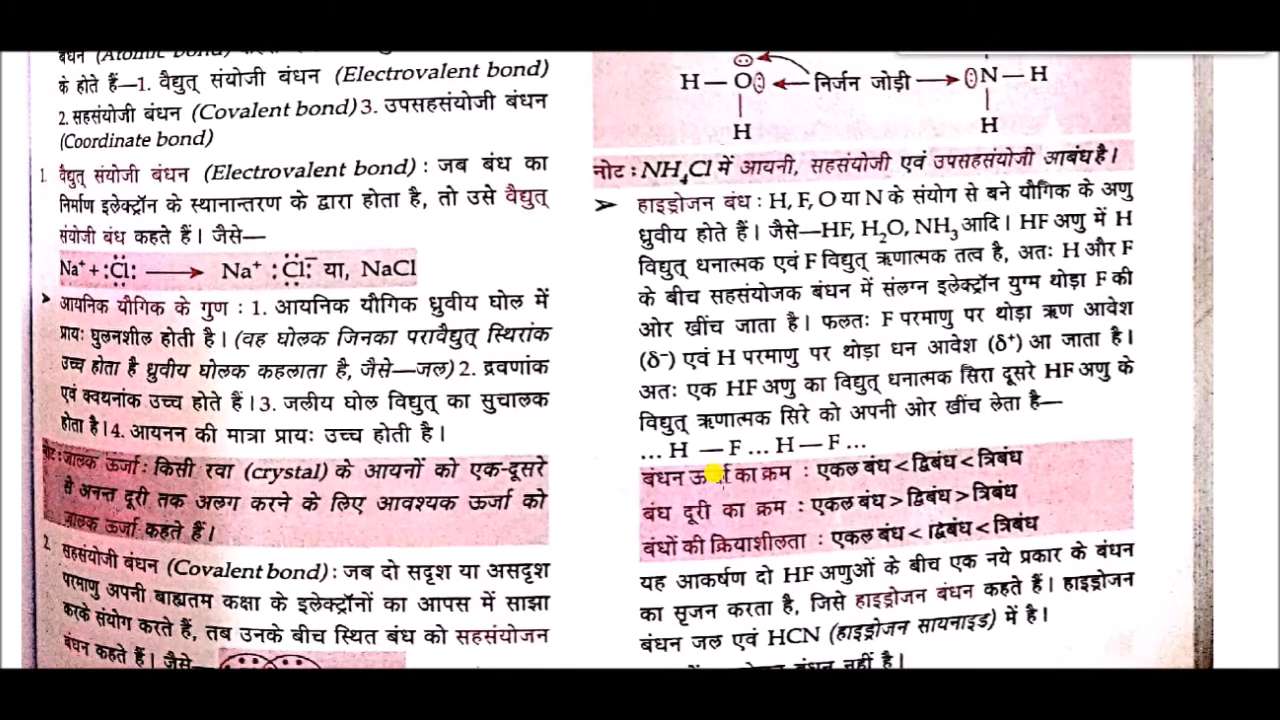 बंधन (Atomic bond)
के होते हैं—1. वैद्युत् संयोजी बंधन (Electrovalent bond)
2. सहसंयोजी बंधन (Covalent bond) 3. उपसहसंयोजी बंधन
(Coordinate bond)
1. वैद्युत् संयोजी बंधन (Electrovalent bond) : जब बंध का
निर्माण इलेक्ट्रॉन के स्थानान्तरण के द्वारा होता है, तो उसे वैद्युत्
संयोजी बंध कहते हैं। जैसे—
Na⁺ + :Cl: → Na⁺ :Cl:⁻ या, NaCl
➤ आयनिक यौगिक के गुण : 1. आयनिक यौगिक ध्रुवीय घोल में
प्रायः घुलनशील होती है। (वह घोलक जिनका परावैद्युत् स्थिरांक
उच्च होता है ध्रुवीय घोलक कहलाता है, जैसे—जल) 2. द्रवणांक
एवं क्वथनांक उच्च होते हैं। 3. जलीय घोल विद्युत् का सुचालक
होता है। 4. आयनन की मात्रा प्रायः उच्च होती है।
नोट : जालक ऊर्जा : किसी रवा (crystal) के आयनों को एक-दूसरे
से अनन्त दूरी तक अलग करने के लिए आवश्यक ऊर्जा को
जालक ऊर्जा कहते हैं।
2. सहसंयोजी बंधन (Covalent bond) : जब दो सदृश या असदृश
परमाणु अपनी बाह्यतम कक्षा के इलेक्ट्रॉनों का आपस में साझा
करके संयोग करते हैं, तब उनके बीच स्थित बंध को सहसंयोजन
बंधन कहते हैं। जैसे—
H — O ← निर्जन जोड़ी → N — H
H H
नोट : NH₄Cl में आयनी, सहसंयोजी एवं उपसहसंयोजी आबंध है।
➤ हाइड्रोजन बंध : H, F, O या N के संयोग से बने यौगिक के अणु
ध्रुवीय होते हैं। जैसे—HF, H₂O, NH₃ आदि। HF अणु में H
विद्युत् धनात्मक एवं F विद्युत् ऋणात्मक तत्व है, अतः H और F
के बीच सहसंयोजक बंधन में संलग्न इलेक्ट्रॉन युग्म थोड़ा F की
ओर खींच जाता है। फलतः F परमाणु पर थोड़ा ऋण आवेश
(δ⁻) एवं H परमाणु पर थोड़ा धन आवेश (δ⁺) आ जाता है।
अतः एक HF अणु का विद्युत् धनात्मक सिरा दूसरे HF अणु के
विद्युत् ऋणात्मक सिरे को अपनी ओर खींच लेता है—
... H — F ... H — F ...
बंधन ऊर्जा का क्रम : एकल बंध < द्विबंध < त्रिबंध
बंध दूरी का क्रम : एकल बंध > द्विबंध > त्रिबंध
बंधों की क्रियाशीलता : एकल बंध < द्विबंध < त्रिबंध
यह आकर्षण दो HF अणुओं के बीच एक नये प्रकार के बंधन
का सृजन करता है, जिसे हाइड्रोजन बंधन कहते हैं। हाइड्रोजन
बंधन जल एवं HCN (हाइड्रोजन सायनाइड) में है।
बंधन नहीं है।